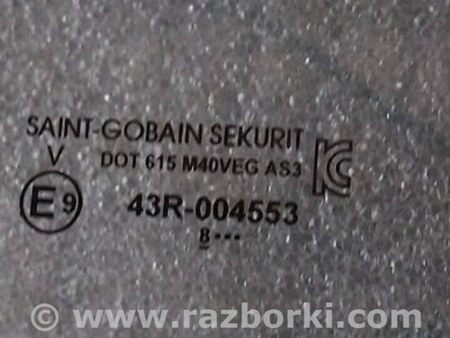 SAINT-GOBAIN SEKURIT
V DOT 615 M40VEG AS3
E9 43R-004553
8---
© www.razborki.com